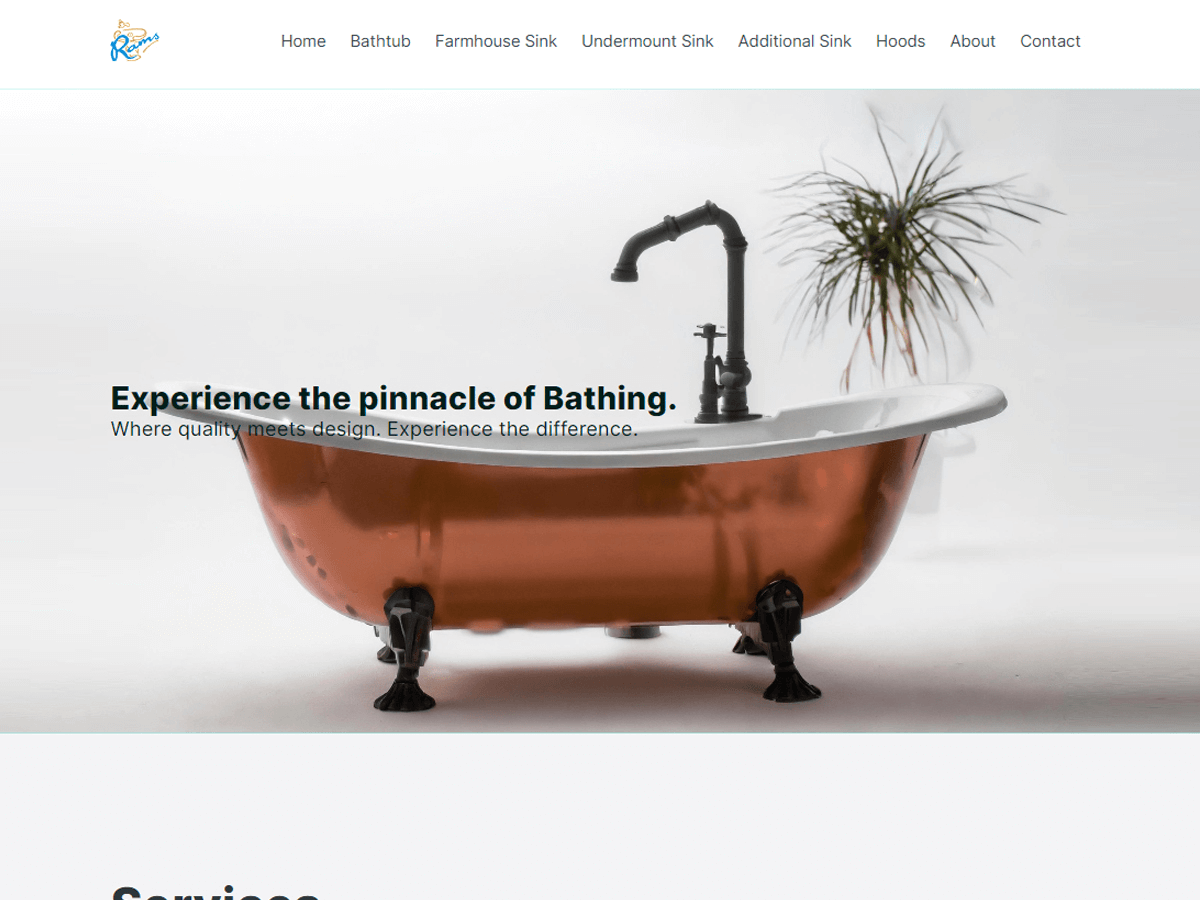 Rams
Home Bathtub Farmhouse Sink Undermount Sink Additional Sink Hoods About Contact
Experience the pinnacle of Bathing.
Where quality meets design. Experience the difference.
Services